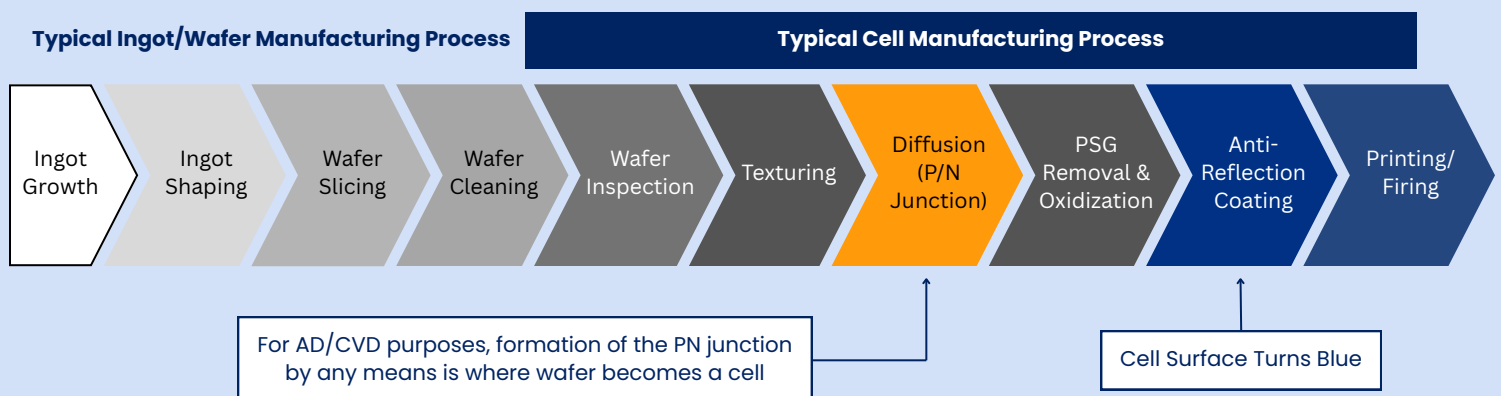 Typical Ingot/Wafer Manufacturing Process
Typical Cell Manufacturing Process
Ingot
Growth
Ingot
Shaping
Wafer
Slicing
Wafer
Cleaning
Wafer
Inspection
Texturing
Diffusion
(P/N
Junction)
PSG
Removal &
Oxidization
Anti-
Reflection
Coating
Printing/
Firing
For AD/CVD purposes, formation of the PN junction
by any means is where wafer becomes a cell
Cell Surface Turns Blue